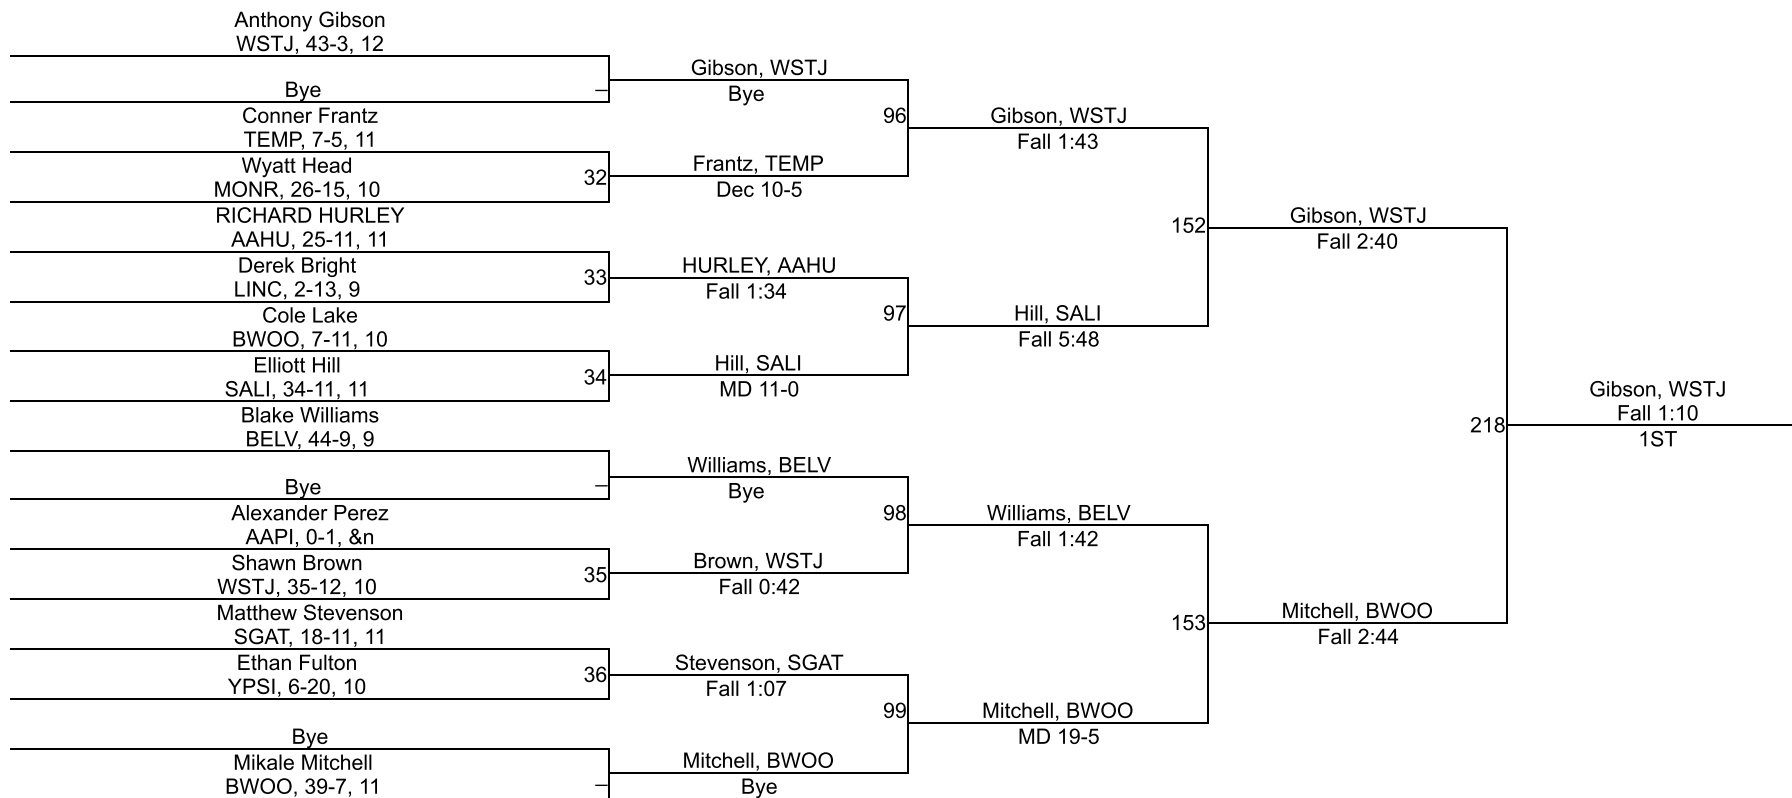 Anthony Gibson
WSTJ, 43-3, 12
Bye
Conner Frantz
TEMP, 7-5, 11
Wyatt Head
MONR, 26-15, 10
RICHARD HURLEY
AAHU, 25-11, 11
Derek Bright
LINC, 2-13, 9
Cole Lake
BWOO, 7-11, 10
Elliott Hill
SALI, 34-11, 11
Blake Williams
BELV, 44-9, 9
Bye
Alexander Perez
AAPI, 0-1, &n
Shawn Brown
WSTJ, 35-12, 10
Matthew Stevenson
SGAT, 18-11, 11
Ethan Fulton
YPSI, 6-20, 10
Bye
Mikale Mitchell
BWOO, 39-7, 11
–
32
33
34
–
35
36
–
Gibson, WSTJ
Bye
Frantz, TEMP
Dec 10-5
HURLEY, AAHU
Fall 1:34
Hill, SALI
MD 11-0
Williams, BELV
Bye
Brown, WSTJ
Fall 0:42
Stevenson, SGAT
Fall 1:07
Mitchell, BWOO
Bye
96
97
98
99
Gibson, WSTJ
Fall 1:43
Hill, SALI
Fall 5:48
Williams, BELV
Fall 1:42
Mitchell, BWOO
MD 19-5
152
153
Gibson, WSTJ
Fall 2:40
Mitchell, BWOO
Fall 2:44
218
Gibson, WSTJ
Fall 1:10
1ST